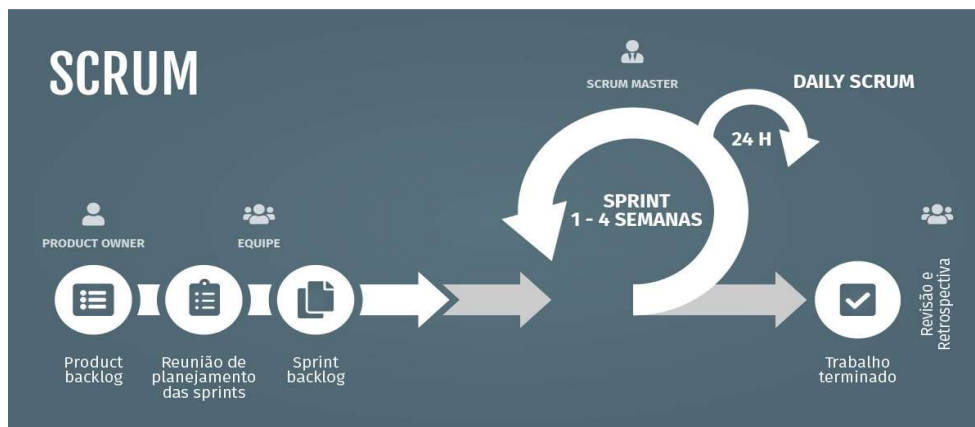 SCRUM
SCRUM MASTER
DAILY SCRUM
24 H
SPRINT
1 - 4 SEMANAS
PRODUCT OWNER
EQUIPE
Product
backlog
Reunião de
planejamento
das sprints
Sprint
backlog
Trabalho
terminado
Revisão e
Retrospectiva